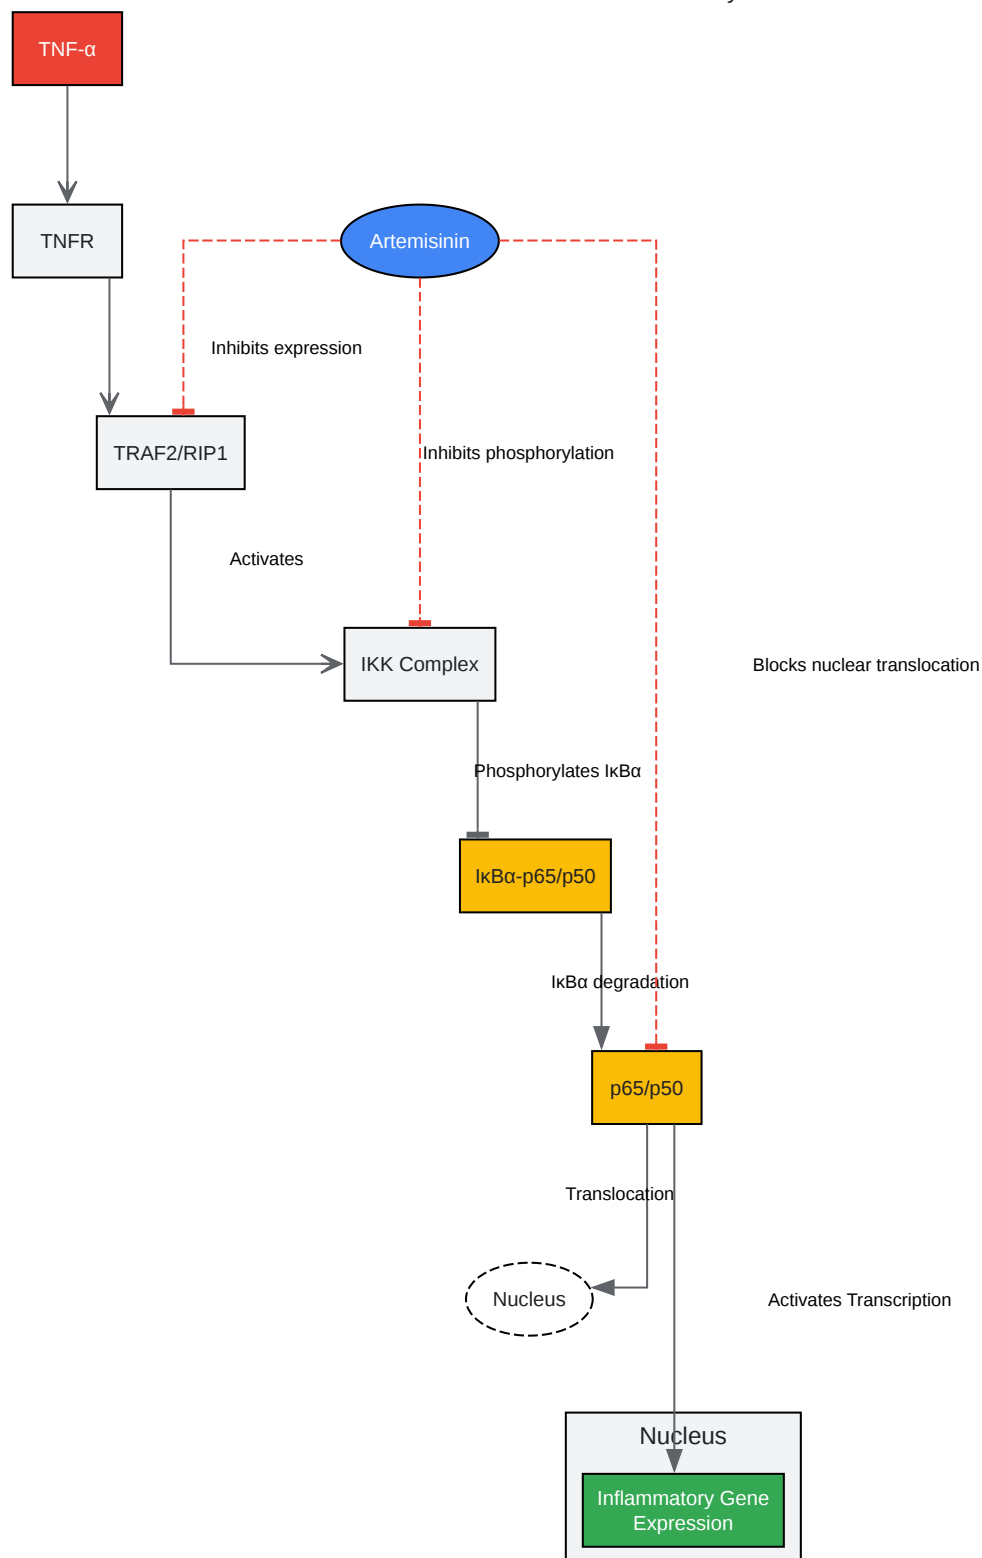 TNF-α
TNFR
Artemisinin
Inhibits expression
TRAF2/RIP1
Inhibits phosphorylation
Activates
IKK Complex
Blocks nuclear translocation
Phosphorylates IκBα
IκBα-p65/p50
IκBα degradation
p65/p50
Translocation
Nucleus
Activates Transcription
Nucleus
Inflammatory Gene
Expression